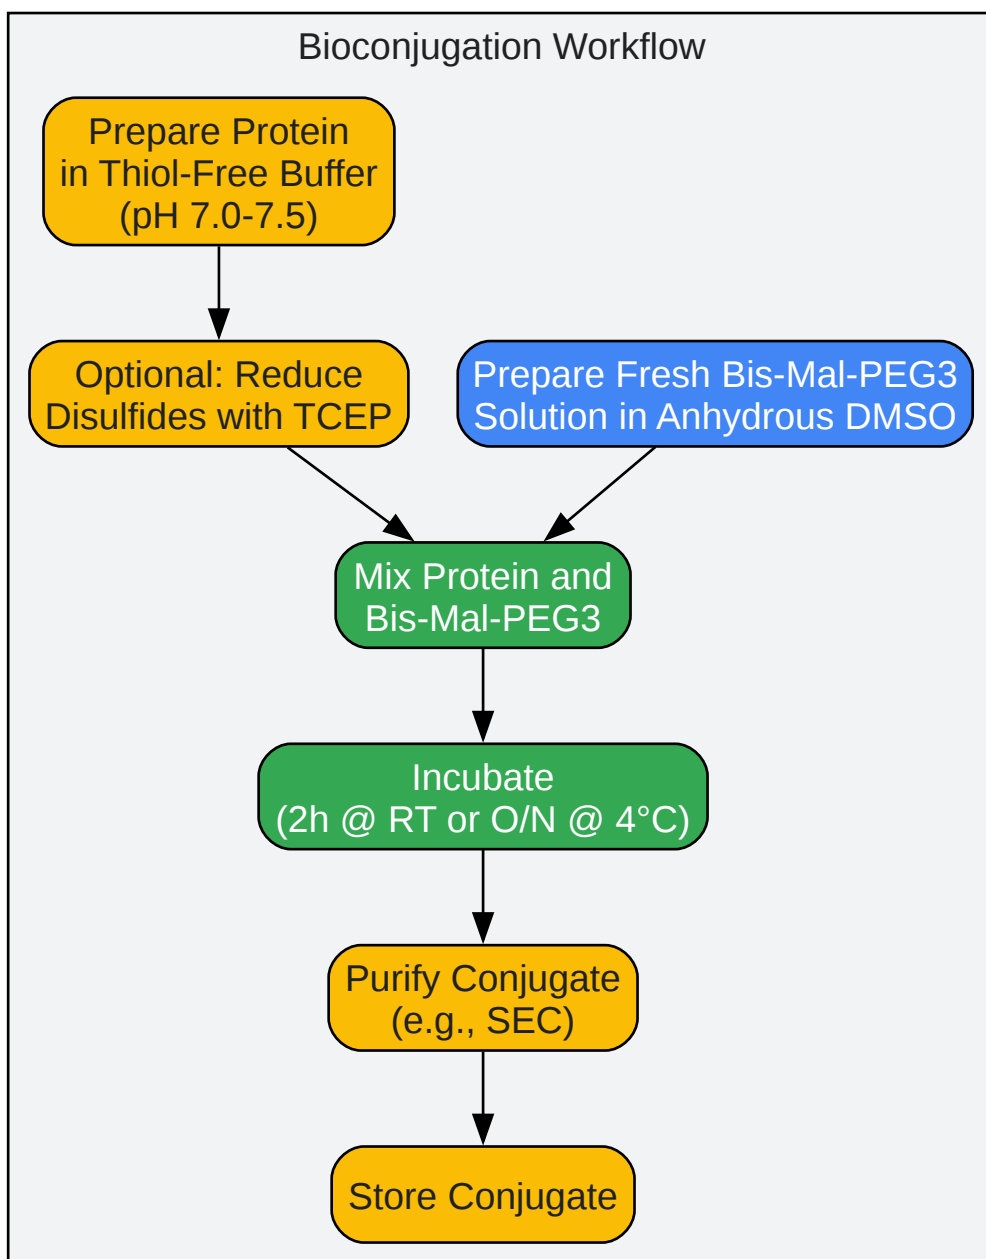 Bioconjugation Workflow
Prepare Protein
in Thiol-Free Buffer
(pH 7.0-7.5)
Optional: Reduce
Disulfides with TCEP
Prepare Fresh Bis-Mal-PEG3
Solution in Anhydrous DMSO
Mix Protein and
Bis-Mal-PEG3
Incubate
(2h @ RT or O/N @ 4°C)
Purify Conjugate
(e.g., SEC)
Store Conjugate